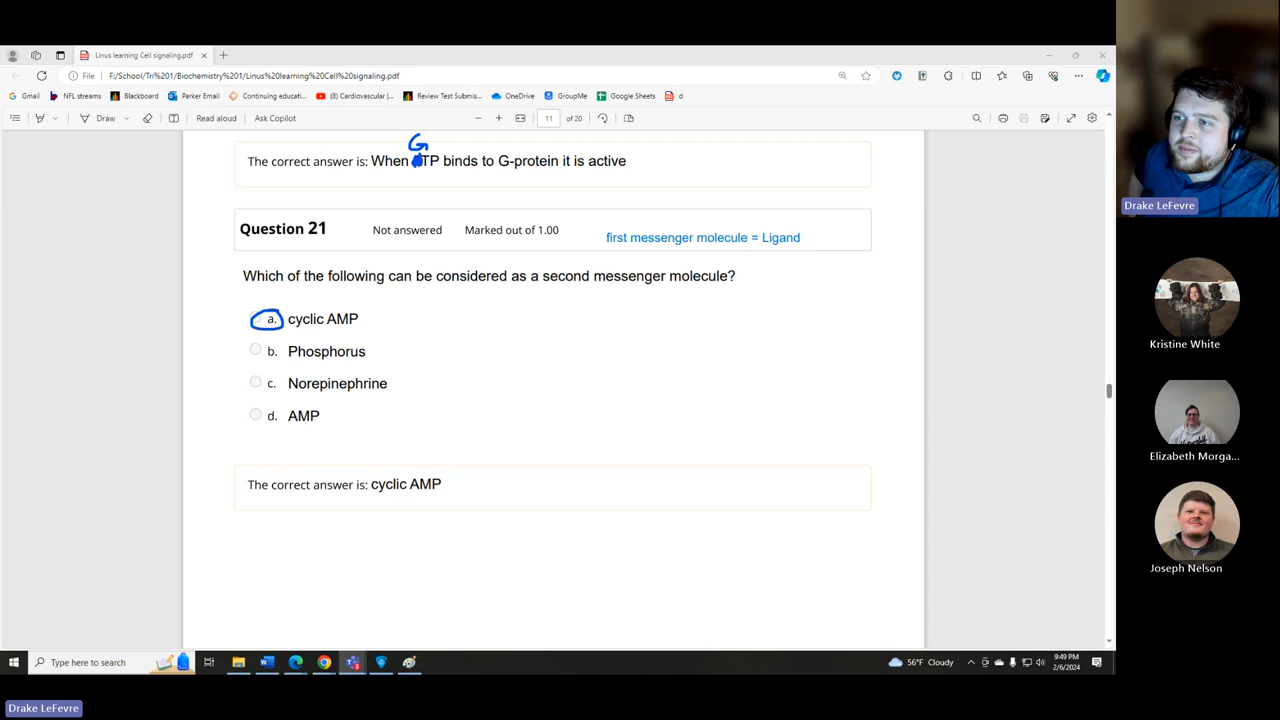 Linus learning Cell signaling.pdf
File
F:/School/Tri%201/Biochemistry%201/Linus%20learning%20Cell%20signaling.pdf
Gmail
NFL streams
Blackboard
Parker Email
Continuing educati...
(8) Cardiovascular |...
Review Test Submis...
OneDrive
GroupMe
Google Sheets
d
Draw
Read aloud
Ask Copilot
11 of 20
G
The correct answer is: When TP binds to G-protein it is active
Question 21
Not answered
Marked out of 1.00
first messenger molecule = Ligand
Which of the following can be considered as a second messenger molecule?
a. cyclic AMP
b. Phosphorus
c. Norepinephrine
d. AMP
The correct answer is: cyclic AMP
Type here to search
56°F Cloudy
9:49 PM
2/6/2024
Drake LeFevre
Kristine White
Elizabeth Morga...
Joseph Nelson
Drake LeFevre